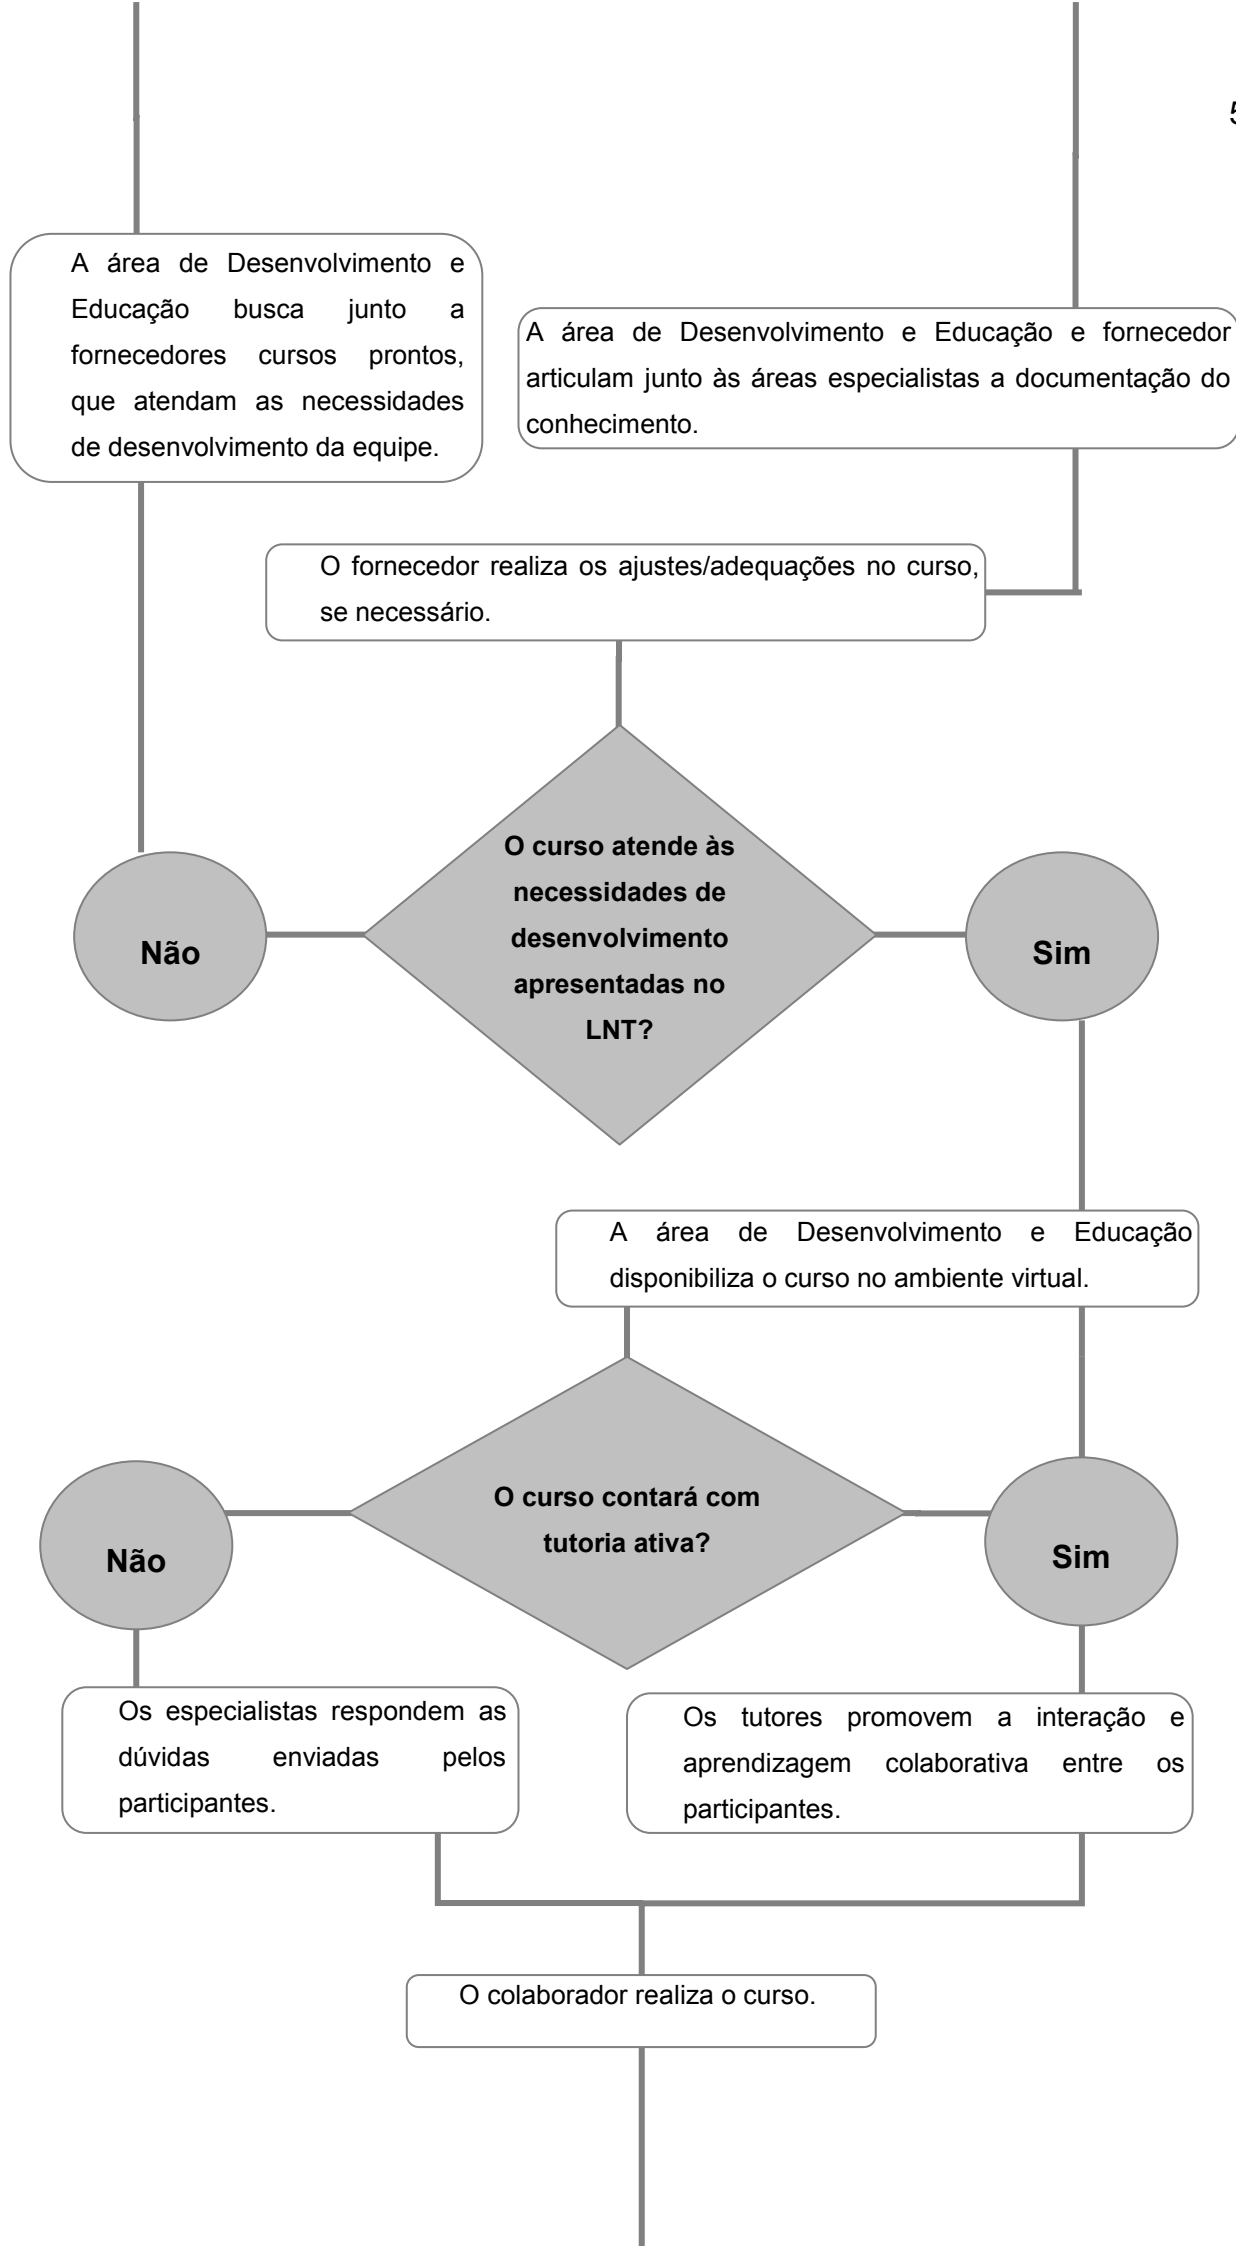 5
A área de Desenvolvimento e
Educação busca junto a
fornecedores cursos prontos,
que atendam as necessidades
de desenvolvimento da equipe.
A área de Desenvolvimento e Educação e fornecedor
articulam junto às áreas especialistas a documentação do
conhecimento.
O fornecedor realiza os ajustes/adequações no curso,
se necessário.
O curso atende às
necessidades de
desenvolvimento
apresentadas no
LNT?
Não
Sim
A área de Desenvolvimento e Educação
disponibiliza o curso no ambiente virtual.
O curso contará com
tutoria ativa?
Não
Sim
Os especialistas respondem as
dúvidas enviadas pelos
participantes.
Os tutores promovem a interação e
aprendizagem colaborativa entre os
participantes.
O colaborador realiza o curso.